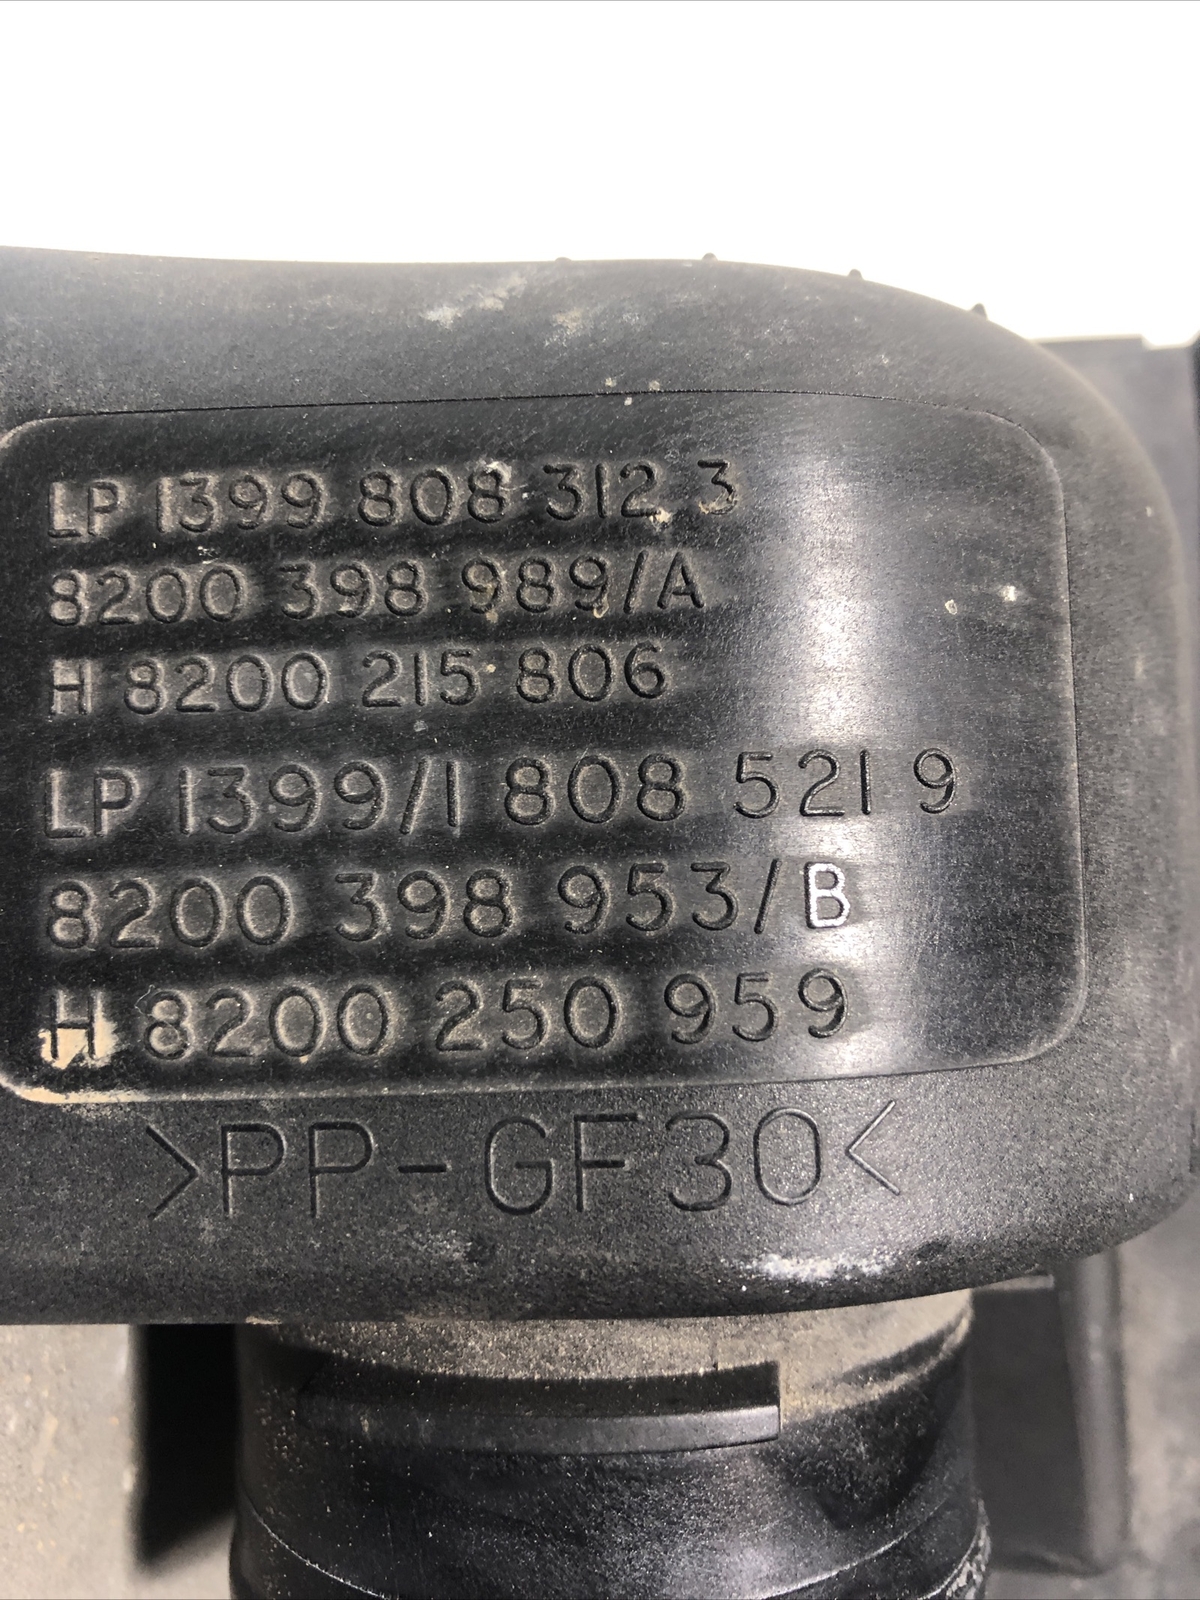 LP 1399 808 312 3
8200 398 989/A
H 8200 215 806
LP 1399/1 808 521 9
8200 398 953/B
H 8200 250 959
>PP-GF30<